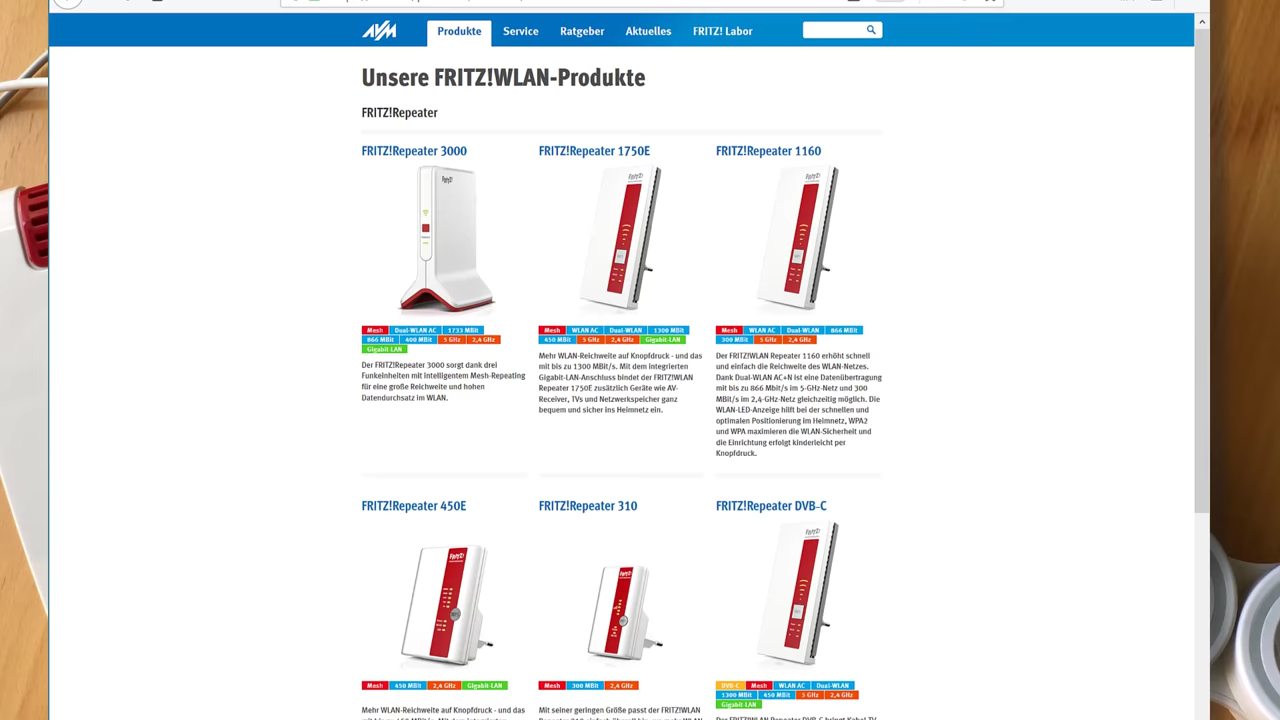 AVM Produkte Service Ratgeber Aktuelles FRITZ! Labor
Unsere FRITZ!WLAN-Produkte
FRITZ!Repeater
FRITZ!Repeater 3000
FRITZ!
Mesh Dual-WLAN AC 1733 MBit
866 MBit 400 MBit 5 GHz 2,4 GHz
Gigabit-LAN
Der FRITZ!Repeater 3000 sorgt dank drei
Funkeinheiten mit intelligentem Mesh-Repeating
für eine große Reichweite und hohen
Datendurchsatz im WLAN.
FRITZ!Repeater 1750E
FRITZ!
Mesh WLAN AC Dual-WLAN 1300 MBit
450 MBit 5 GHz 2,4 GHz Gigabit-LAN
Mehr WLAN-Reichweite auf Knopfdruck - und das
mit bis zu 1300 MBit/s. Mit dem integrierten
Gigabit-LAN-Anschluss bindet der FRITZ!WLAN
Repeater 1750E zusätzlich Geräte wie AV-
Receiver, TVs und Netzwerkspeicher ganz
bequem und sicher ins Heimnetz ein.
FRITZ!Repeater 1160
FRITZ!
Mesh WLAN AC Dual-WLAN 866 MBit
300 MBit 5 GHz 2,4 GHz
Der FRITZ!WLAN Repeater 1160 erhöht schnell
und einfach die Reichweite des WLAN-Netzes.
Dank Dual-WLAN AC+N ist eine Datenübertragung
mit bis zu 866 Mbit/s im 5-GHz-Netz und 300
MBit/s im 2,4-GHz-Netz gleichzeitig möglich. Die
WLAN-LED-Anzeige hilft bei der schnellen und
optimalen Positionierung im Heimnetz, WPA2
und WPA maximieren die WLAN-Sicherheit und
die Einrichtung erfolgt kinderleicht per
Knopfdruck.
FRITZ!Repeater 450E
FRITZ!
Mesh 450 MBit 2,4 GHz Gigabit-LAN
Mehr WLAN-Reichweite auf Knopfdruck - und das
FRITZ!Repeater 310
FRITZ!
Mesh 300 MBit 2,4 GHz
Mit seiner geringen Größe passt der FRITZ!WLAN
FRITZ!Repeater DVB-C
FRITZ!
DVB-C Mesh WLAN AC Dual-WLAN
1300 MBit 450 MBit 5 GHz 2,4 GHz
Gigabit-LAN